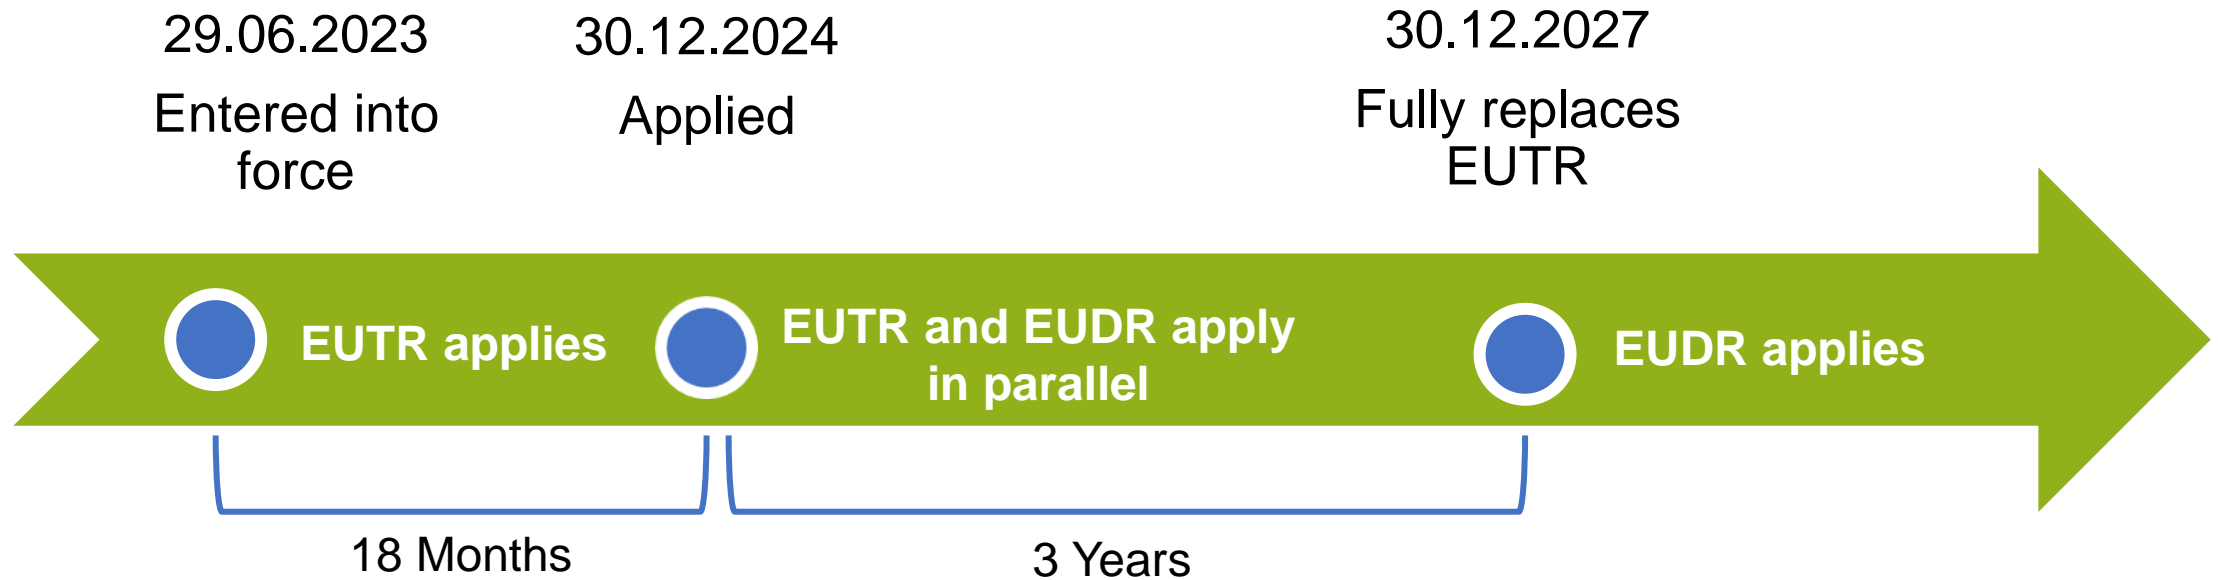 29.06.2023
Entered into
force
30.12.2024
Applied
30.12.2027
Fully replaces
EUTR
EUTR applies
EUTR and EUDR apply
in parallel
EUDR applies
18 Months
3 Years